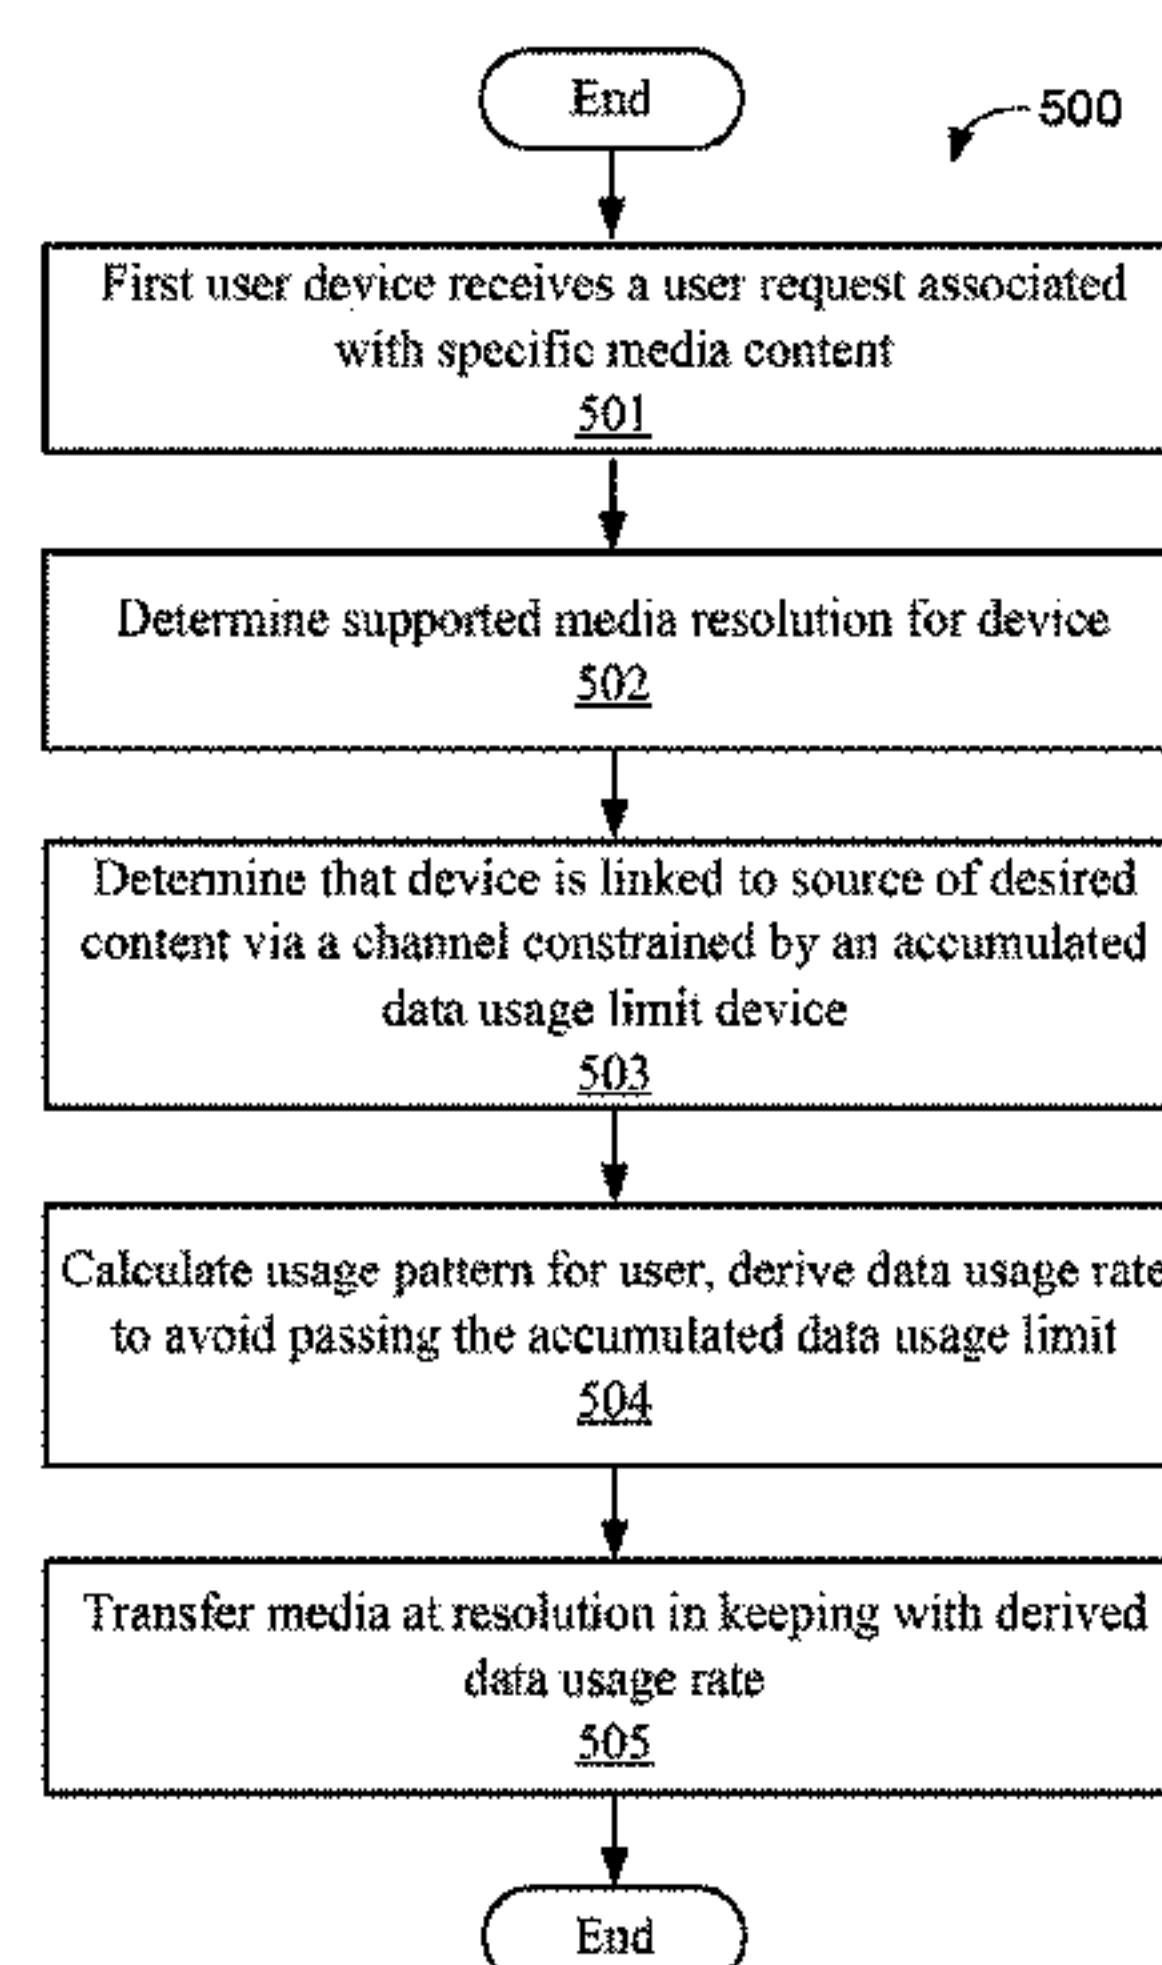 End
500
First user device receives a user request associated
with specific media content
501
Determine supported media resolution for device
502
Determine that device is linked to source of desired
content via a channel constrained by an accumulated
data usage limit device
503
Calculate usage pattern for user, derive data usage rate
to avoid passing the accumulated data usage limit
504
Transfer media at resolution in keeping with derived
data usage rate
505
End